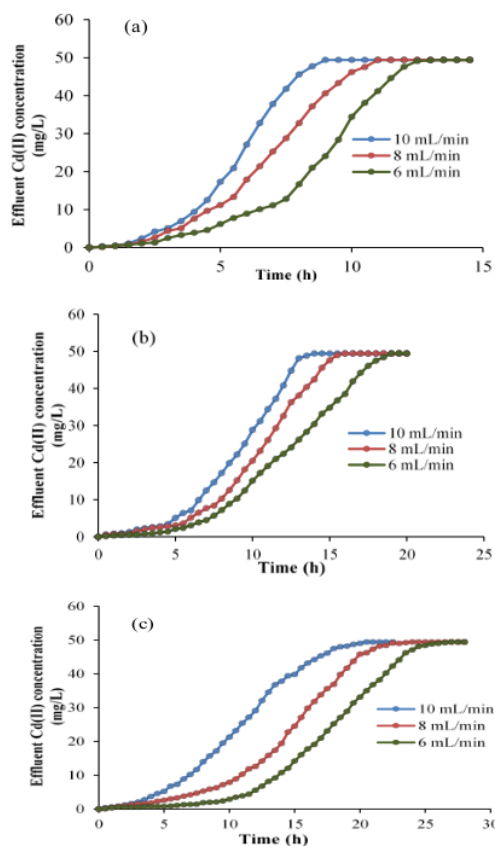 (a)
Effluent Cd(II) concentration
(mg/L)
60
50
40
30
20
10
0
10 mL/min
8 mL/min
6 mL/min
0 5 10 15
Time (h)
(b)
Effluent Cd(II) concentration
(mg/L)
60
50
40
30
20
10
0
10 mL/min
8 mL/min
6 mL/min
0 5 10 15 20 25
Time (h)
(c)
Effluent Cd(II) concentration
(mg/L)
60
50
40
30
20
10
0
10 mL/min
8 mL/min
6 mL/min
0 5 10 15 20 25 30
Time (h)